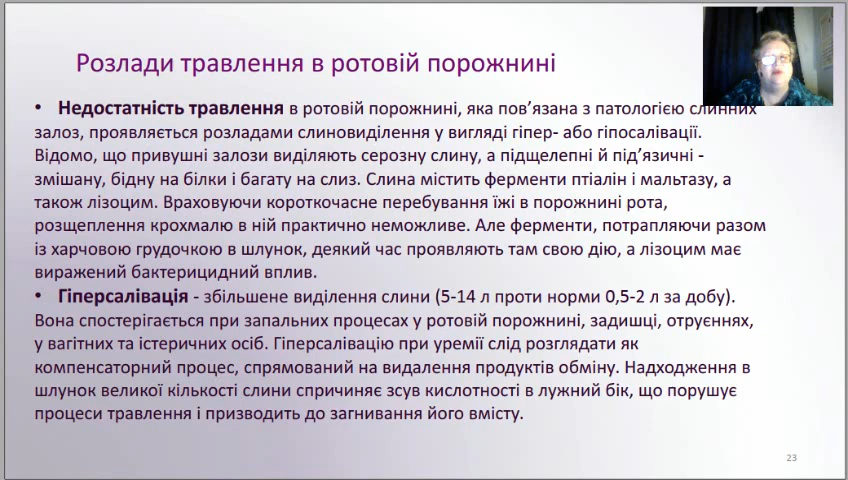 Розлади травлення в ротовій порожнині
• Недостатність травлення в ротовій порожнині, яка пов’язана з патологією слинних
залоз, проявляється розладами слиновиділення у вигляді гіпер- або гіпосалівації.
Відомо, що привушні залози виділяють серозну слину, а підщелепні й під’язичні -
змішану, бідну на білки і багату на слиз. Слина містить ферменти птіалін і мальтазу, а
також лізоцим. Враховуючи короткочасне перебування їжі в порожнині рота,
розщеплення крохмалю в ній практично неможливе. Але ферменти, потрапляючи разом
із харчовою грудочкою в шлунок, деякий час проявляють там свою дію, а лізоцим має
виражений бактерицидний вплив.
• Гіперсалівація - збільшене виділення слини (5-14 л проти норми 0,5-2 л за добу).
Вона спостерігається при запальних процесах у ротовій порожнині, задишці, отруєннях,
у вагітних та істеричних осіб. Гіперсалівацію при уремії слід розглядати як
компенсаторний процес, спрямований на видалення продуктів обміну. Надходження в
шлунок великої кількості слини спричиняє зсув кислотності в лужний бік, що порушує
процеси травлення і призводить до загнивання його вмісту.
23